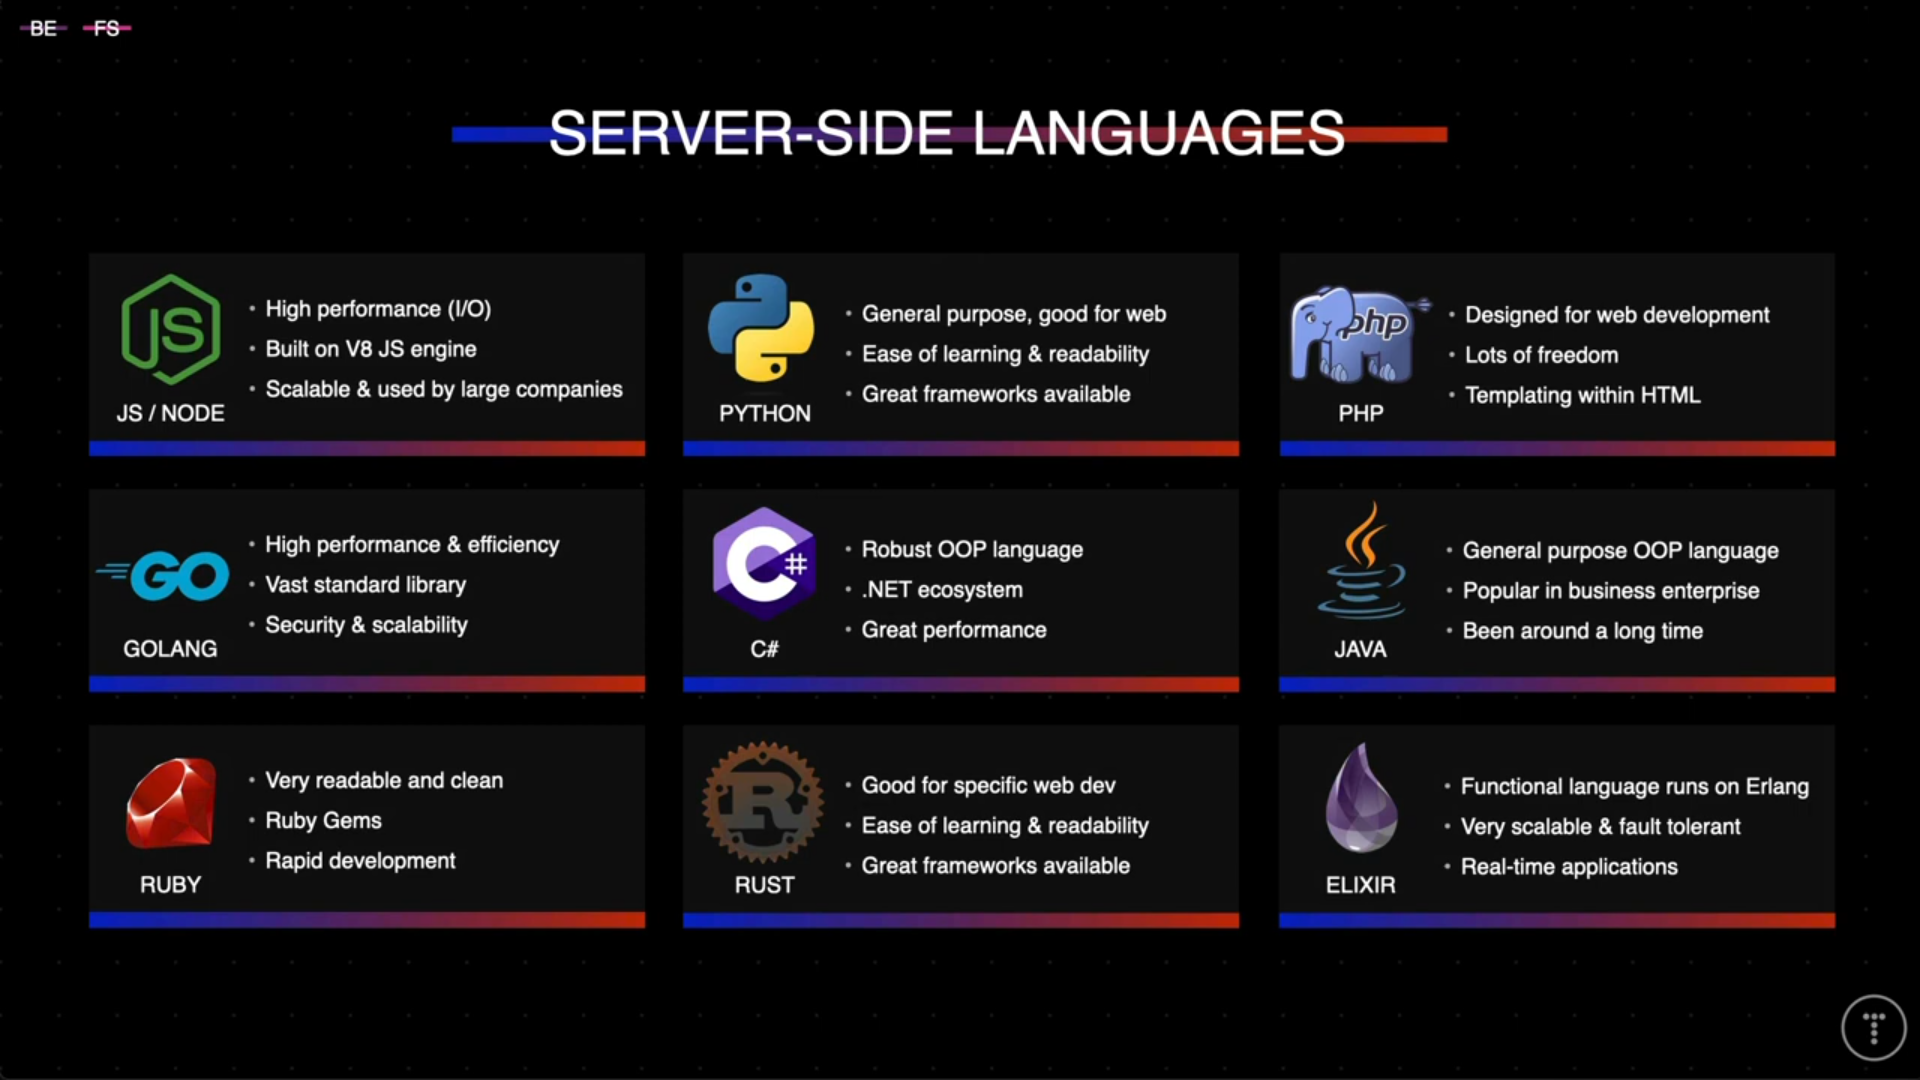 BE FS
SERVER-SIDE LANGUAGES
JS
JS / NODE
• High performance (I/O)
• Built on V8 JS engine
• Scalable & used by large companies
PYTHON
• General purpose, good for web
• Ease of learning & readability
• Great frameworks available
php
PHP
• Designed for web development
• Lots of freedom
• Templating within HTML
GO
GOLANG
• High performance & efficiency
• Vast standard library
• Security & scalability
C#
C#
• Robust OOP language
• .NET ecosystem
• Great performance
JAVA
• General purpose OOP language
• Popular in business enterprise
• Been around a long time
RUBY
• Very readable and clean
• Ruby Gems
• Rapid development
R
RUST
• Good for specific web dev
• Ease of learning & readability
• Great frameworks available
ELIXIR
• Functional language runs on Erlang
• Very scalable & fault tolerant
• Real-time applications
T